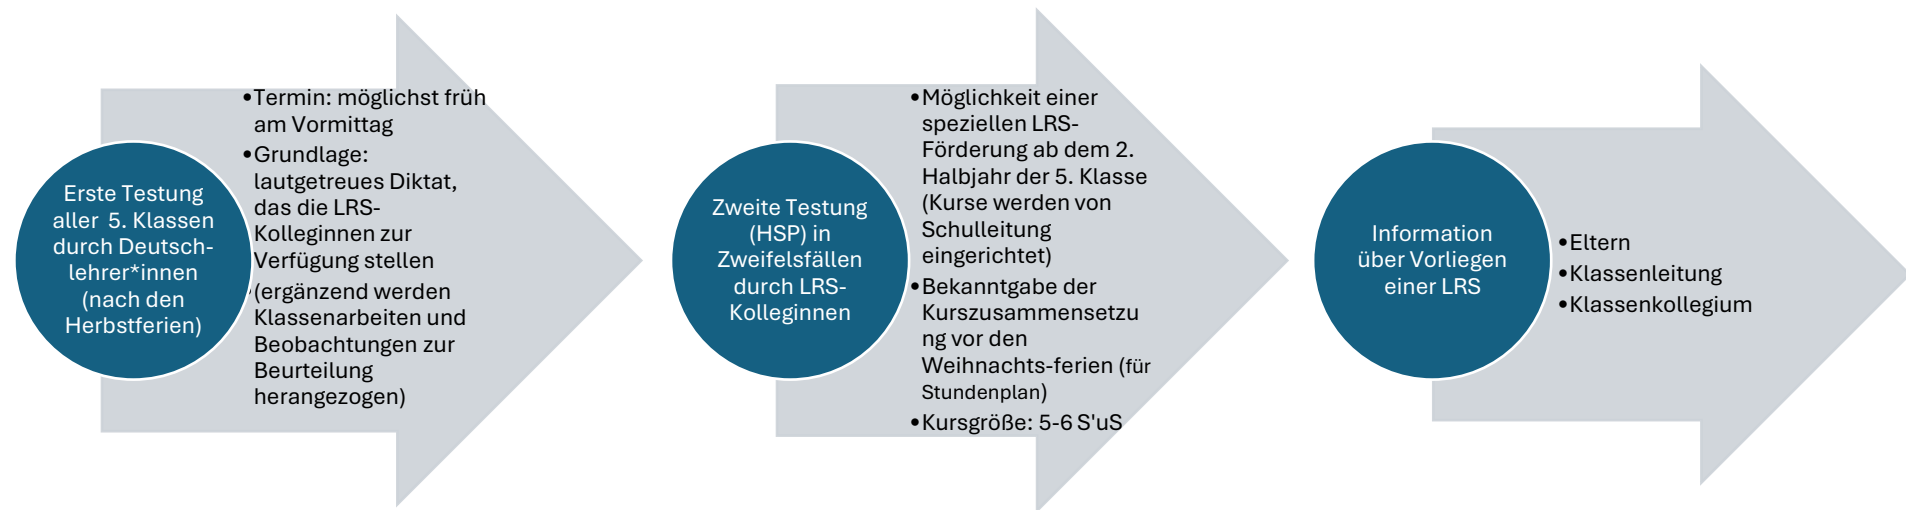 Erste Testung
aller 5. Klassen
durch Deutsch-
lehrer*innen
(nach den
Herbstferien)
•Termin: möglichst früh
am Vormittag
•Grundlage:
lautgetreues Diktat,
das die LRS-
Kolleginnen zur
Verfügung stellen
•(ergänzend werden
Klassenarbeiten und
Beobachtungen zur
Beurteilung
herangezogen)
Zweite Testung
(HSP) in
Zweifelsfällen
durch LRS-
Kolleginnen
•Möglichkeit einer
speziellen LRS-
Förderung ab dem 2.
Halbjahr der 5. Klasse
(Kurse werden von
Schulleitung
eingerichtet)
•Bekanntgabe der
Kurszusammensetzu
ng vor den
Weihnachts-ferien (für
Stundenplan)
•Kursgröße: 5-6 S'uS
Information
über Vorliegen
einer LRS
•Eltern
•Klassenleitung
•Klassenkollegium